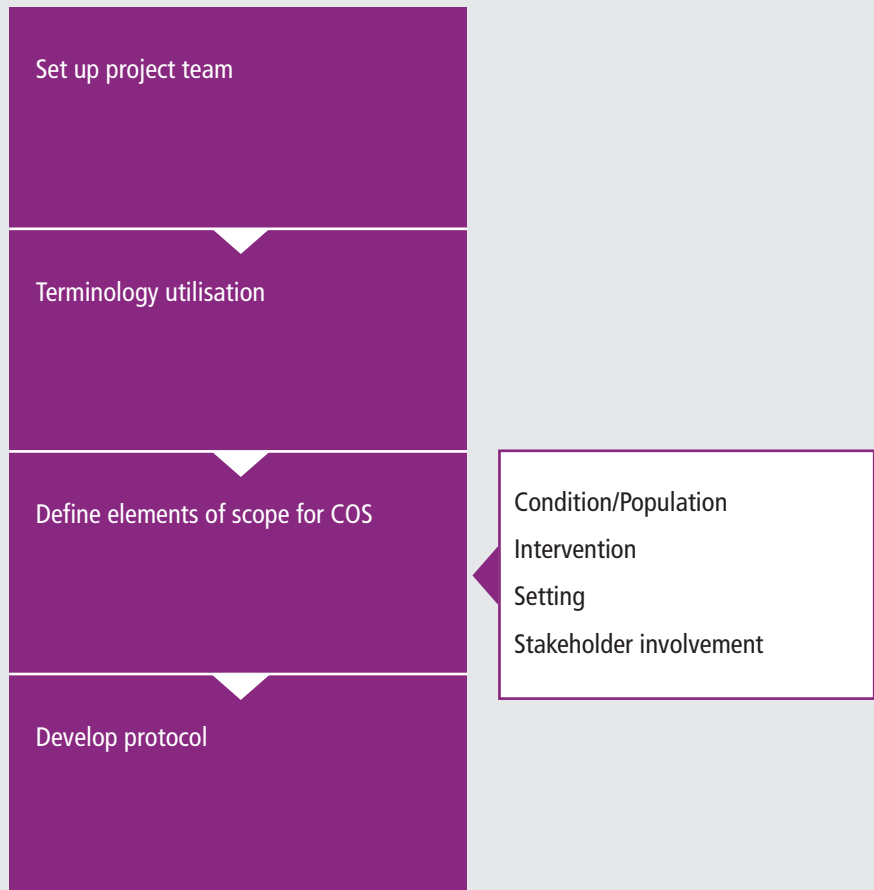 Set up project team
Terminology utilisation
Define elements of scope for COS
Condition/Population
Intervention
Setting
Stakeholder involvement
Develop protocol